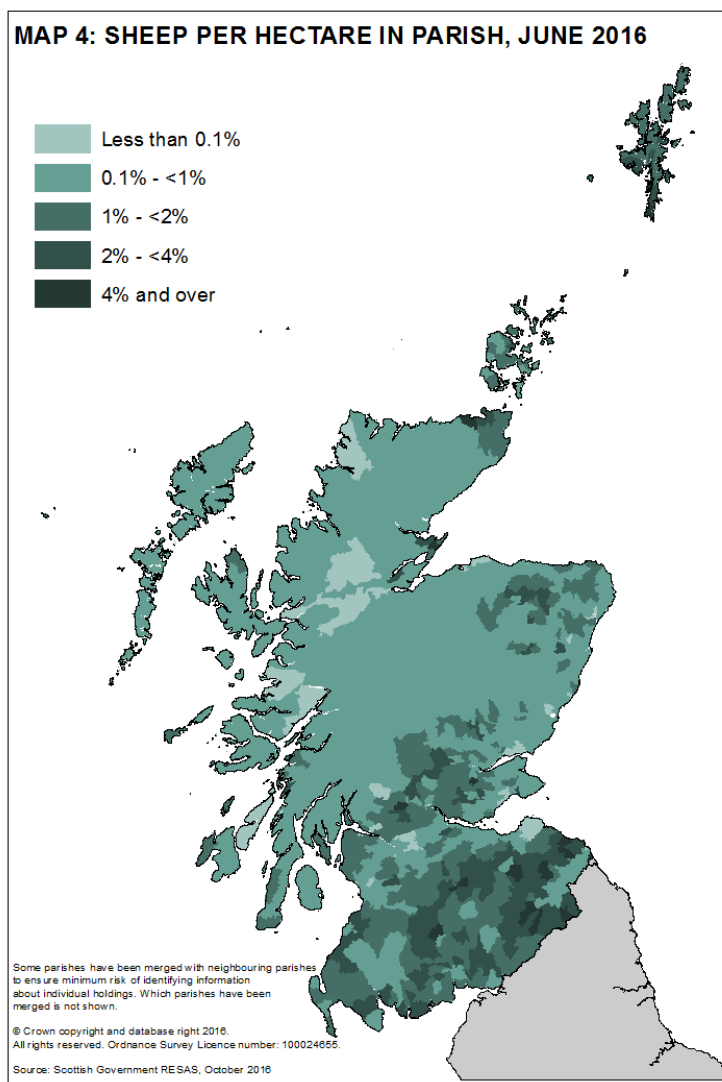 MAP 4: SHEEP PER HECTARE IN PARISH, JUNE 2016
Less than 0.1%
0.1% - <1%
1% - <2%
2% - <4%
4% and over
Some parishes have been merged with neighbouring parishes
to ensure minimum risk of identifying information
about individual holdings. Which parishes have been
merged is not shown.
© Crown copyright and database right 2016.
All rights reserved. Ordnance Survey Licence number: 100024655.
Source: Scottish Government RESAS, October 2016